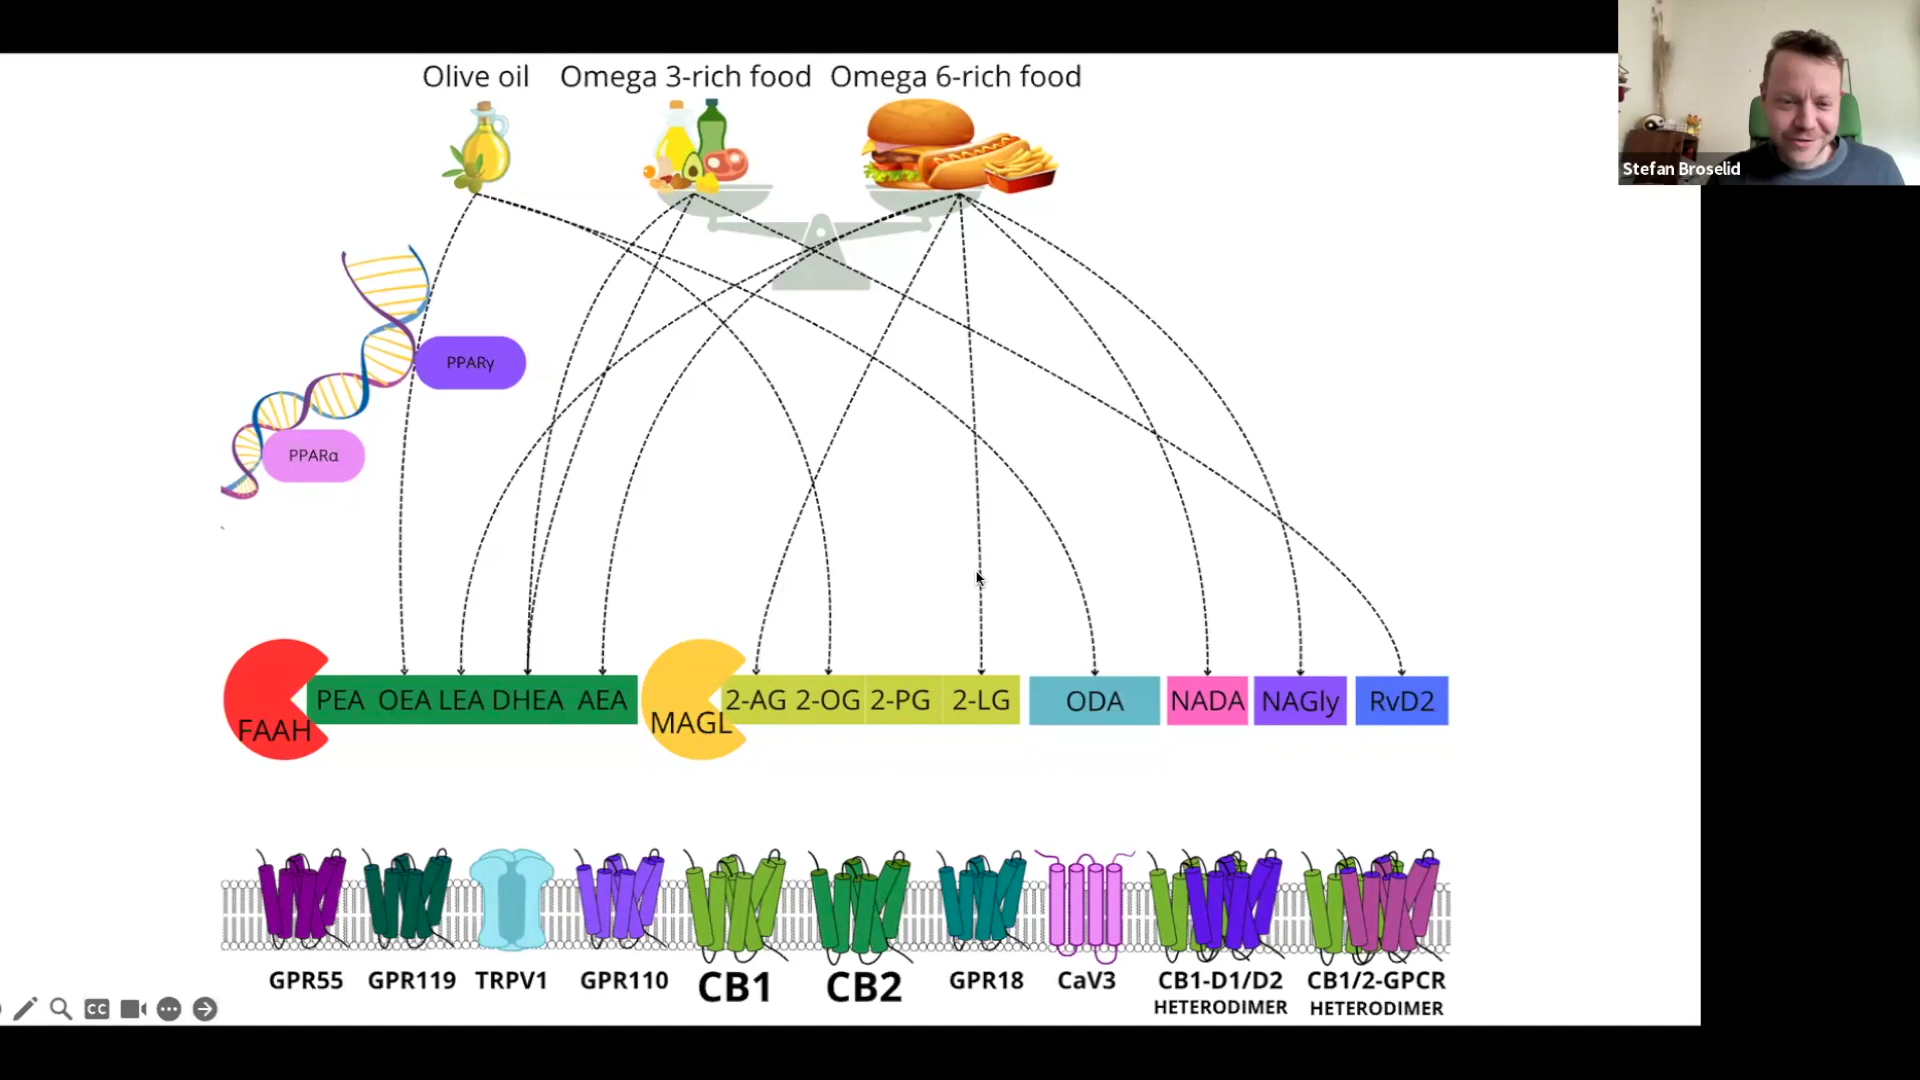 Olive oil
Omega 3-rich food
Omega 6-rich food
Stefan Broselid
PPARγ
PPARα
FAAH
PEA OEA LEA DHEA AEA
MAGL
2-AG 2-OG 2-PG 2-LG
ODA
NADA
NAGly
RvD2
GPR55
GPR119
TRPV1
GPR110
CB1
CB2
GPR18
CaV3
CB1-D1/D2
HETERODIMER
CB1/2-GPCR
HETERODIMER
CC